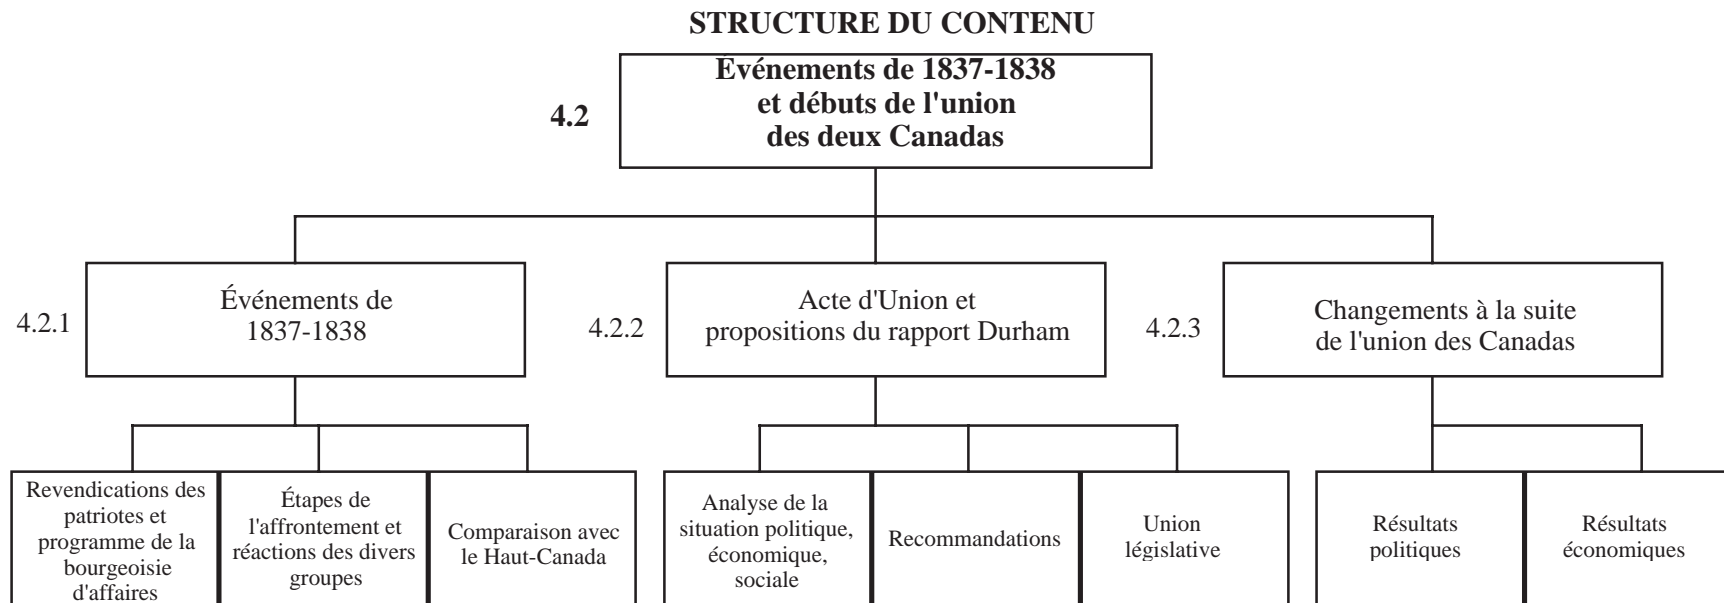 STRUCTURE DU CONTENU
4.2
Événements de 1837-1838
et débuts de l'union
des deux Canadas
4.2.1
Événements de
1837-1838
4.2.2
Acte d'Union et
propositions du rapport Durham
4.2.3
Changements à la suite
de l'union des Canadas
Revendications des
patriotes et
programme de la
bourgeoisie
d'affaires
Étapes de
l'affrontement et
réactions des divers
groupes
Comparaison avec
le Haut-Canada
Analyse de la
situation politique,
économique,
sociale
Recommandations
Union
législative
Résultats
politiques
Résultats
économiques